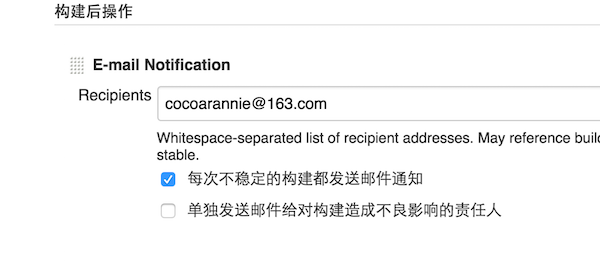 构建后操作
E-mail Notification
Recipients
cocoarannie@163.com
Whitespace-separated list of recipient addresses. May reference
stable.
每次不稳定的构建都发送邮件通知
单独发送邮件给对构建造成不良影响的责任人